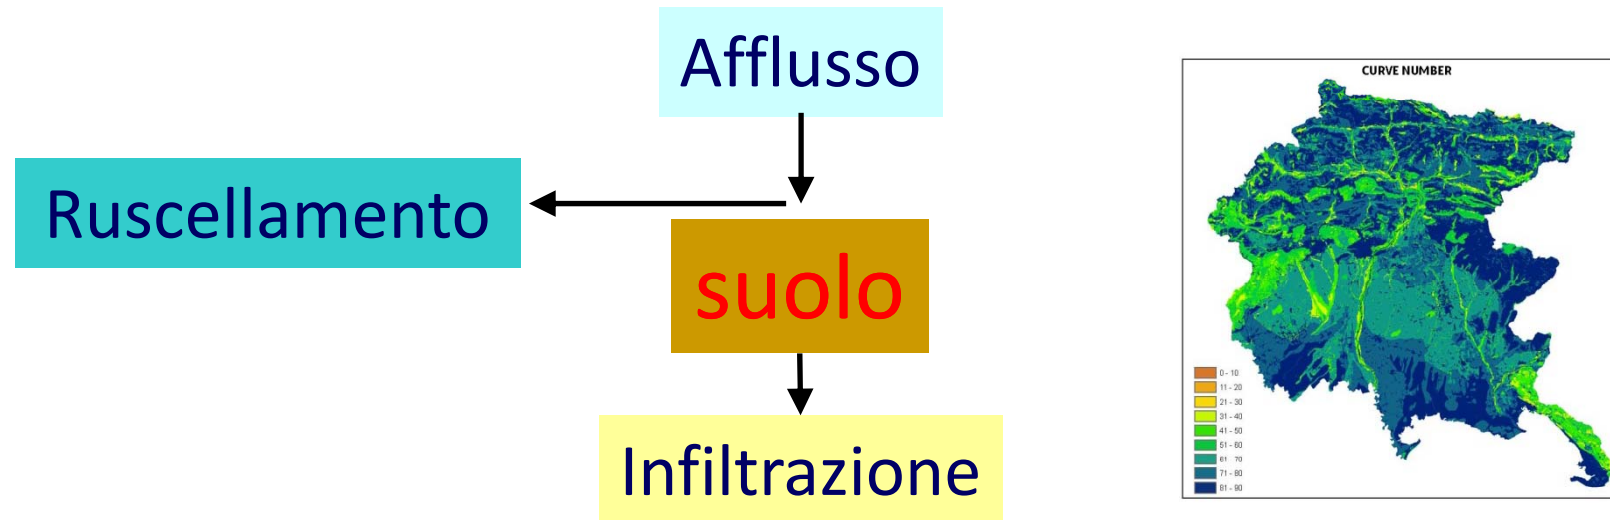 Afflusso
Ruscellamento
suolo
Infiltrazione
CURVE NUMBER
0 - 10
11 - 20
21 - 30
31 - 40
41 - 50
51 - 60
61 - 70
71 - 80
81 - 90